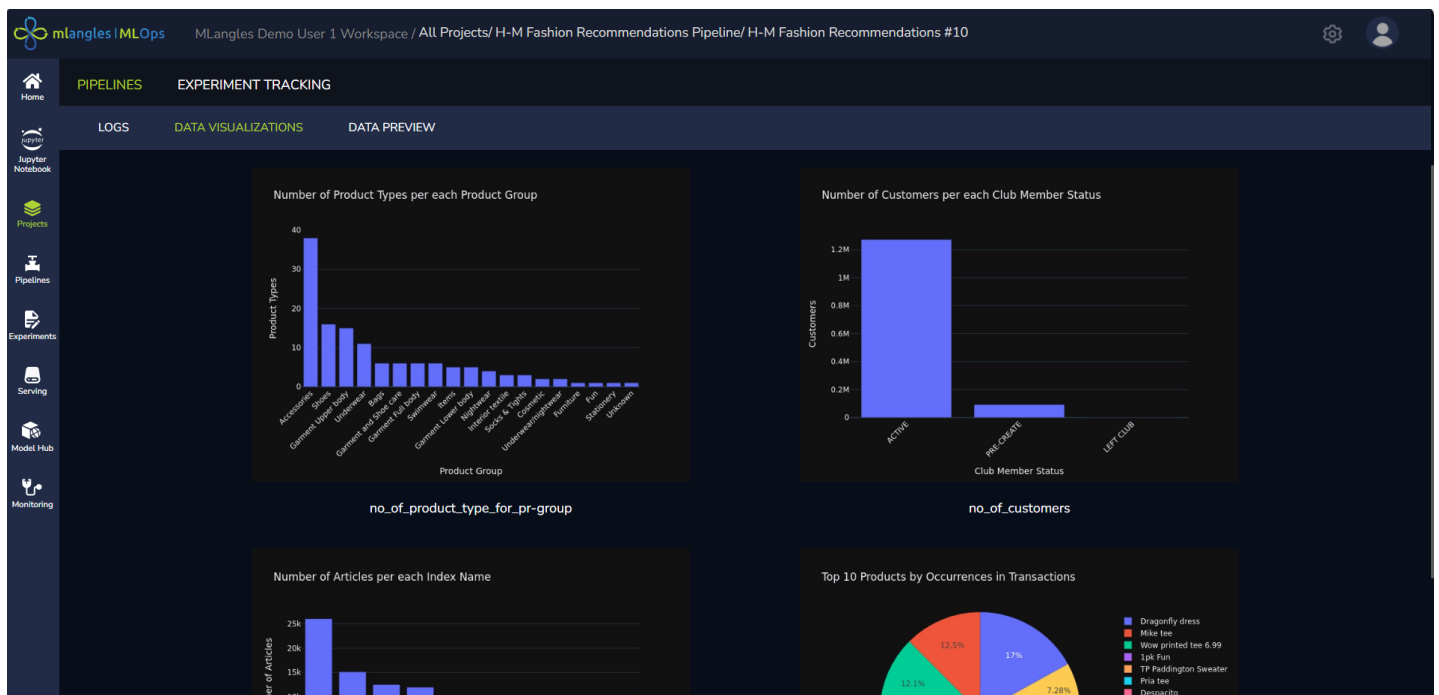 mlangles | MLOps
MLangles Demo User 1 Workspace / All Projects/ H-M Fashion Recommendations Pipeline/ H-M Fashion Recommendations #10
Home
Jupyter
Jupyter Notebook
Projects
Pipelines
Experiments
Serving
Model Hub
Monitoring
PIPELINES EXPERIMENT TRACKING
LOGS DATA VISUALIZATIONS DATA PREVIEW
Number of Product Types per each Product Group
Product Types
40
30
20
10
0
Accessories
Shoes
Garment Upper body
Underwear
Bags
Garment and Shoe care
Garment Full body
Swimwear
Items
Garment Lower body
Nightwear
Interior textile
Socks & Tights
Cosmetic
Underwear/nightwear
Furniture
Fun
Stationery
Unknown
Product Group
no_of_product_type_for_pr-group
Number of Customers per each Club Member Status
Customers
1.2M
1M
0.8M
0.6M
0.4M
0.2M
0
ACTIVE
PRE-CREATE
LEFT CLUB
Club Member Status
no_of_customers
Number of Articles per each Index Name
25k
20k
15k
of Articles
Top 10 Products by Occurrences in Transactions
12.5%
17%
12.1%
7.28%
Dragonfly dress
Mike tee
Wow printed tee 6.99
1pk Fun
TP Paddington Sweater
Pria tee
Despacito